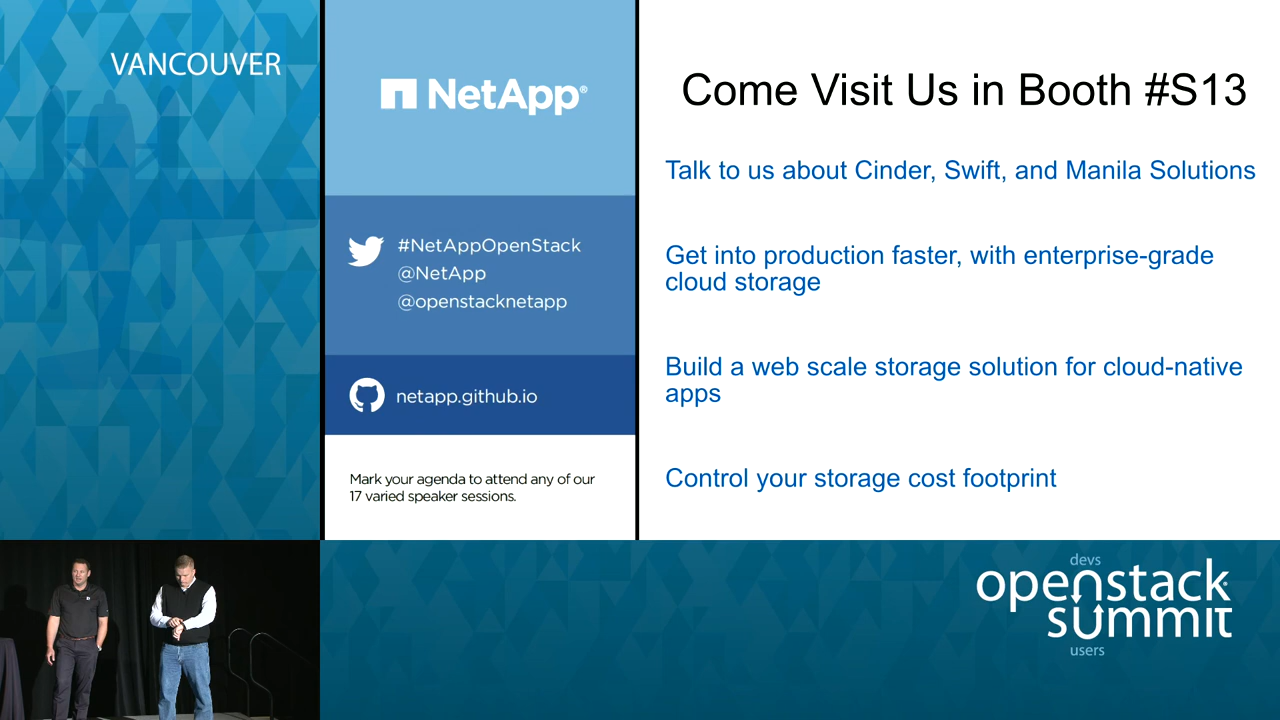 VANCOUVER
NetApp®
#NetAppOpenStack
@NetApp
@openstacknetapp
netapp.github.io
Mark your agenda to attend any of our
17 varied speaker sessions.
Come Visit Us in Booth #S13
Talk to us about Cinder, Swift, and Manila Solutions
Get into production faster, with enterprise-grade
cloud storage
Build a web scale storage solution for cloud-native
apps
Control your storage cost footprint
devs
openstack
summit
users